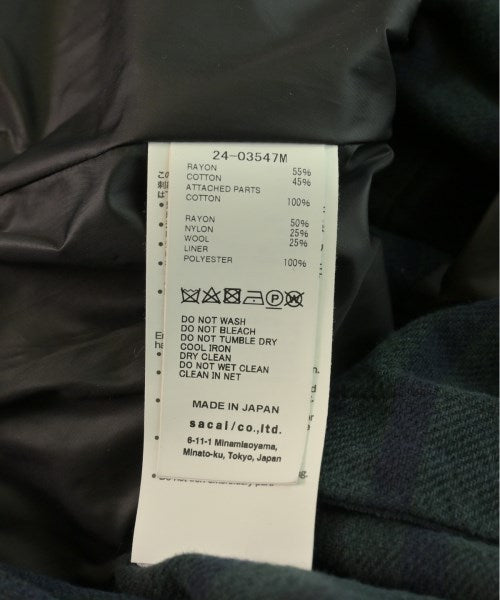 24-03547M
RAYON 55%
COTTON 45%
ATTACHED PARTS
COTTON 100%
RAYON 50%
NYLON 25%
WOOL 25%
LINER
POLYESTER 100%
P
W
DO NOT WASH
DO NOT BLEACH
DO NOT TUMBLE DRY
COOL IRON
DRY CLEAN
DO NOT WET CLEAN
CLEAN IN NET
MADE IN JAPAN
sacai/co.,ltd.
6-11-1 Minamiaoyama,
Minato-ku, Tokyo, Japan